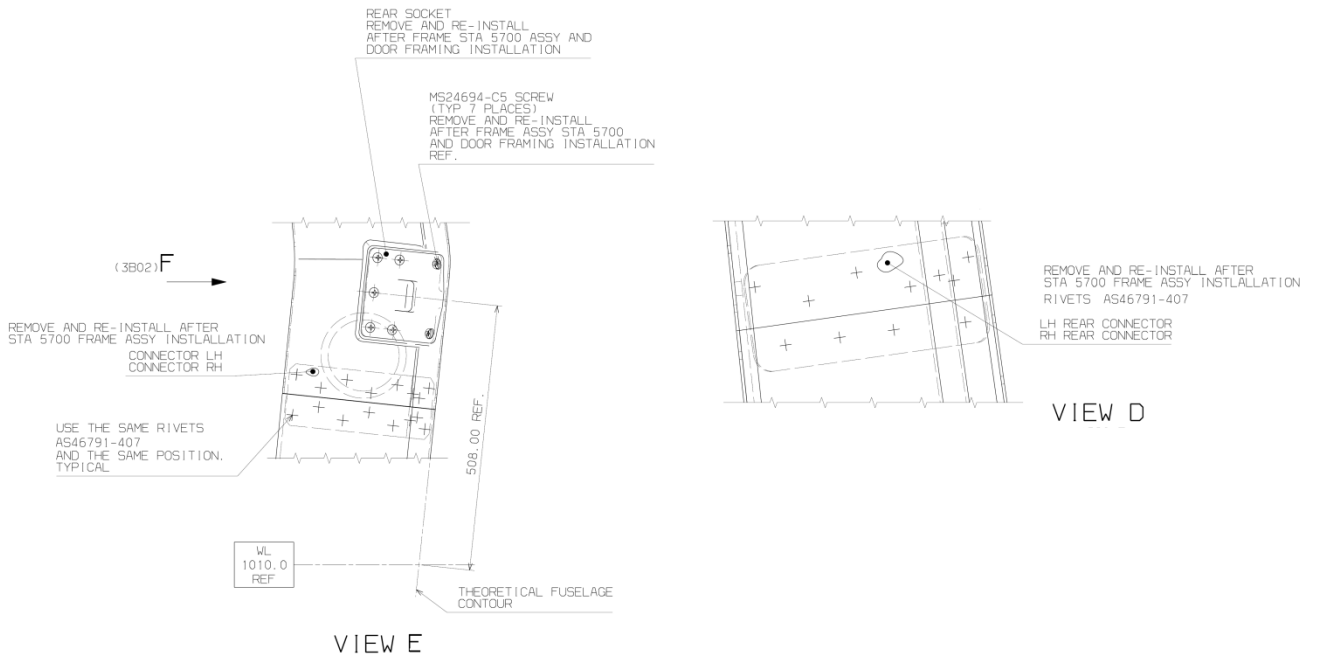 REAR SOCKET
REMOVE AND RE-INSTALL
AFTER FRAME STA 5700 ASSY AND
DOOR FRAMING INSTALLATION
MS24694-C5 SCREW
(TYP 7 PLACES)
REMOVE AND RE-INSTALL
AFTER FRAME ASSY STA 5700
AND DOOR FRAMING INSTALLATION
REF.
(3B02) F
REMOVE AND RE-INSTALL AFTER
STA 5700 FRAME ASSY INSTLALLATION
CONNECTOR LH
CONNECTOR RH
USE THE SAME RIVETS
AS46791-407
AND THE SAME POSITION.
TYPICAL
508.00 REF.
WL
1010.0
REF
THEORETICAL FUSELAGE
CONTOUR
VIEW E
REMOVE AND RE-INSTALL AFTER
STA 5700 FRAME ASSY INSTLALLATION
RIVETS AS46791-407
LH REAR CONNECTOR
RH REAR CONNECTOR
VIEW D